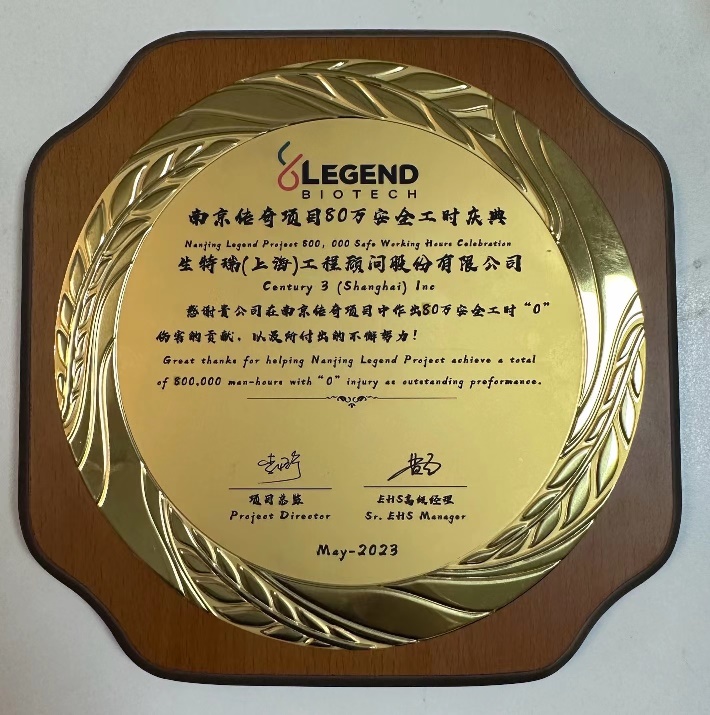 LEGEND
BIOTECH
南京传奇项目80万安全工时庆典
Nanjing Legend Project 800, 000 Safe Working Hours Celebration
生特瑞(上海)工程顾问股份有限公司
Century 3 (Shanghai) Inc
感谢贵公司在南京传奇项目中作出80万安全工时“0”
伤害的贡献，以及所付出的不懈努力！
Great thanks for helping Nanjing Legend Project achieve a total
of 800,000 man-hours with “0” injury as outstanding preformance.
项目总监
Project Director
EHS高级经理
Sr. EHS Manager
May-2023